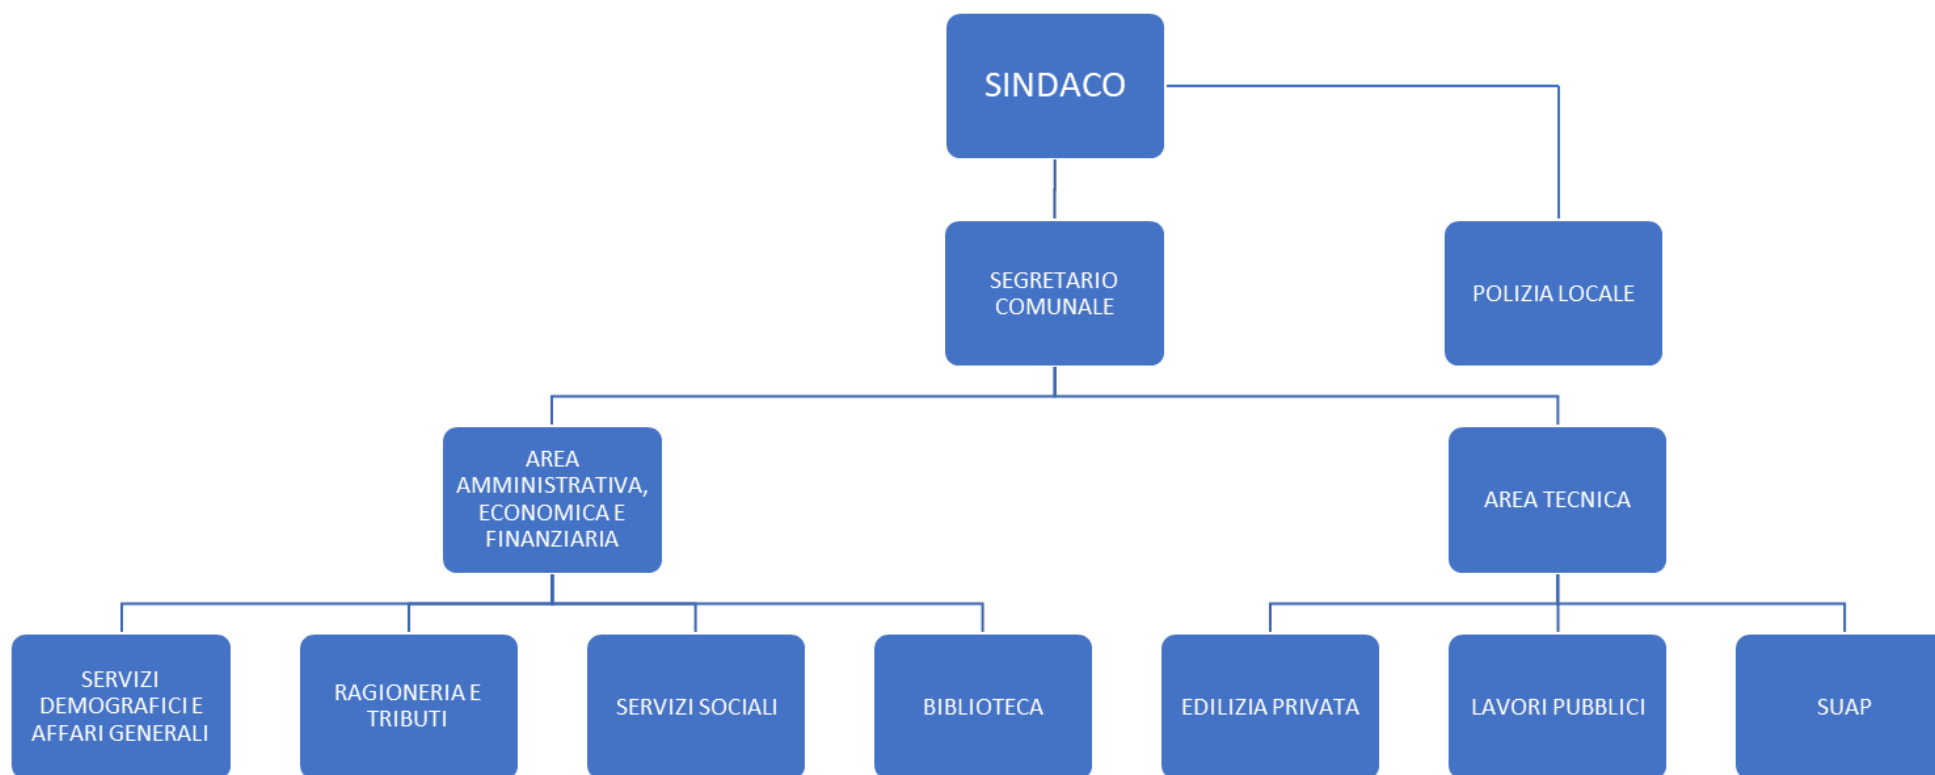 SINDACO
SEGRETARIO
COMUNALE
POLIZIA LOCALE
AREA
AMMINISTRATIVA,
ECONOMICA E
FINANZIARIA
AREA TECNICA
SERVIZI
DEMOGRAFICI E
AFFARI GENERALI
RAGIONERIA E
TRIBUTI
SERVIZI SOCIALI
BIBLIOTECA
EDILIZIA PRIVATA
LAVORI PUBBLICI
SUAP